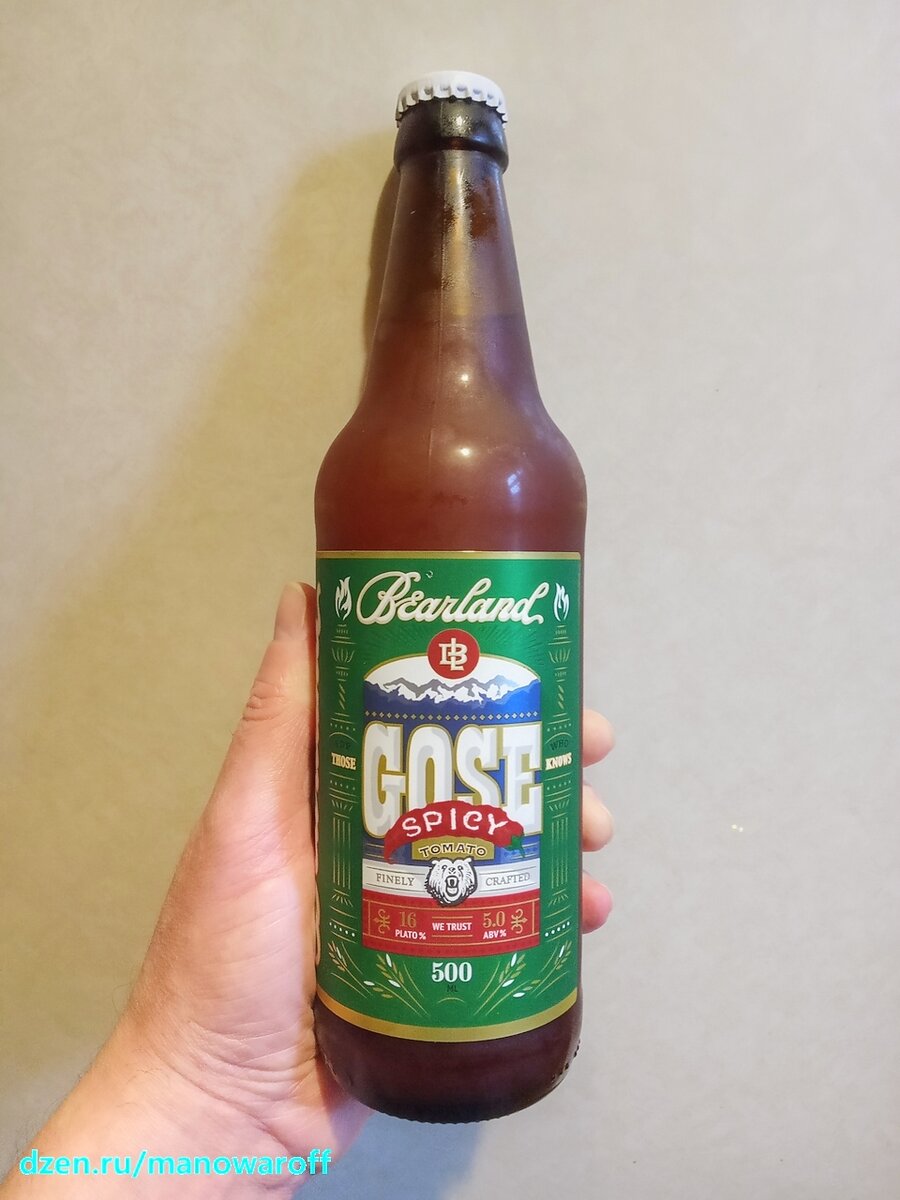 Bearland
LB
GOSE
SPICY
TOMATO
FOR THOSE
WHO KNOWS
FINELY CRAFTED
16 PLATO %
WE TRUST
5.0 ABV %
500
ML
dzen.ru/manowaroff